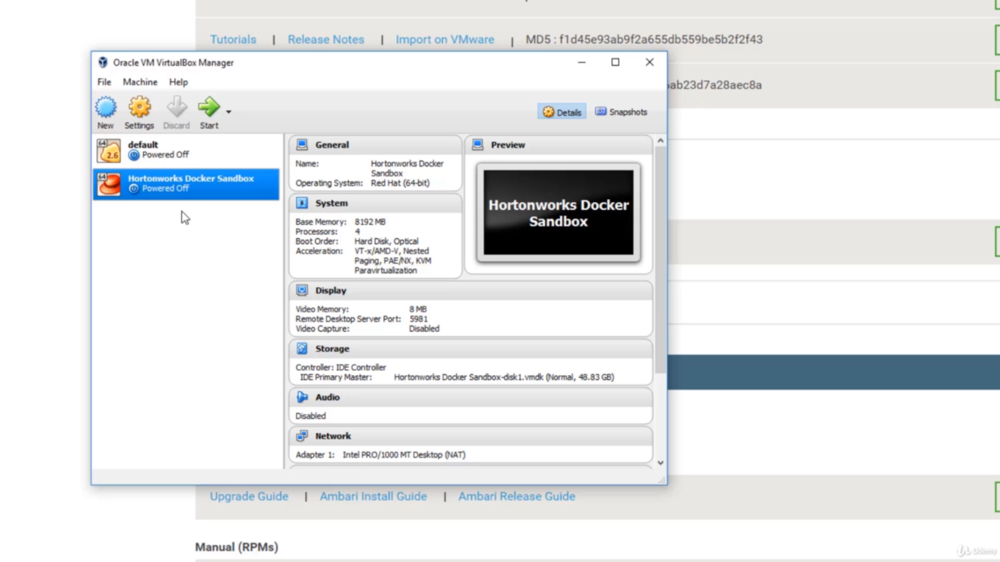 Tutorials | Release Notes | Import on VMware | MD5 : f1d45e93ab9f2a655db559be5b2f2f43
Oracle VM VirtualBox Manager
ab23d7a28aec8a
File Machine Help
New Settings Discard Start
Details Snapshots
64
2.6
default
Powered Off
64
Hortonworks Docker Sandbox
Powered Off
General
Name: Hortonworks Docker
Sandbox
Operating System: Red Hat (64-bit)
System
Base Memory: 8192 MB
Processors: 4
Boot Order: Hard Disk, Optical
Acceleration: VT-x/AMD-V, Nested
Paging, PAE/NX, KVM
Paravirtualization
Preview
Hortonworks Docker
Sandbox
Display
Video Memory: 8 MB
Remote Desktop Server Port: 5981
Video Capture: Disabled
Storage
Controller: IDE Controller
IDE Primary Master: Hortonworks Docker Sandbox-disk1.vmdk (Normal, 48.83 GB)
Audio
Disabled
Network
Adapter 1: Intel PRO/1000 MT Desktop (NAT)
Upgrade Guide | Ambari Install Guide | Ambari Release Guide
Manual (RPMs)
Udemy